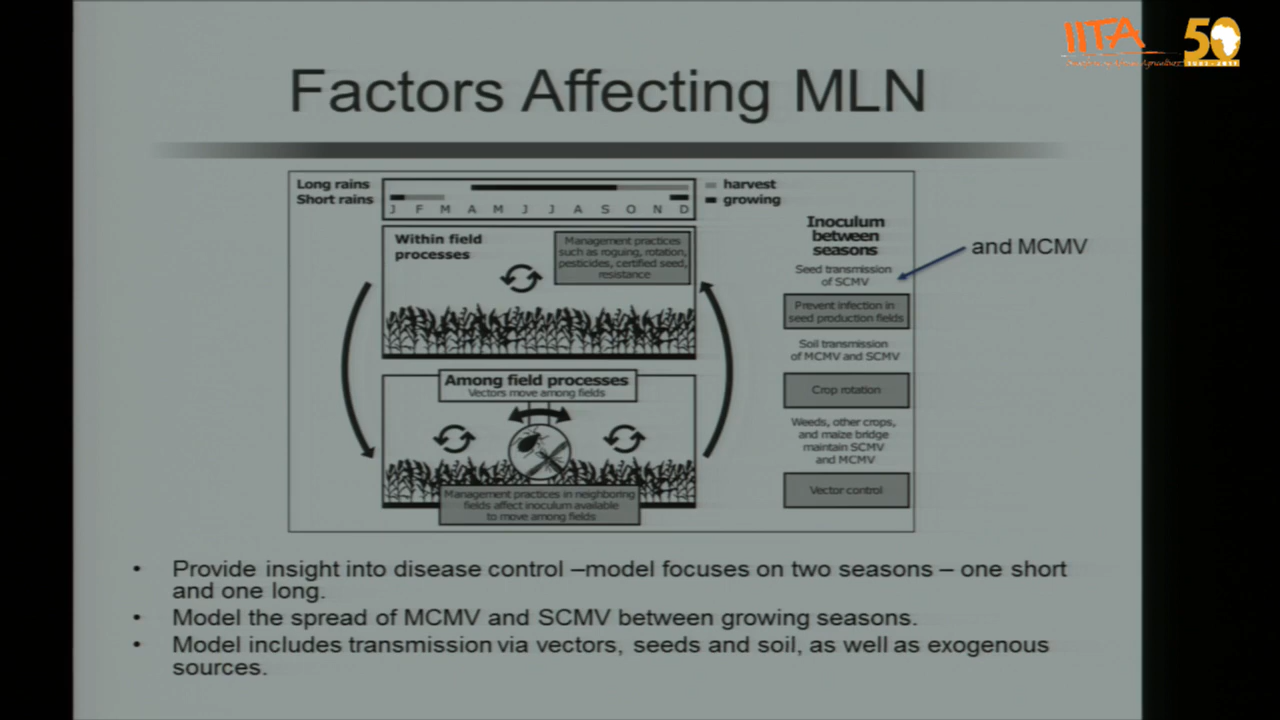 IITA
50
Factors Affecting MLN
Long rains
Short rains
J F M A M J J A S O N D
harvest
growing
Within field
processes
Management practices
such as roguing, rotation,
pesticides, certified seed,
resistance
Among field processes
Vectors move among fields
Management practices in neighboring
fields affect inoculum available
to move among fields
Inoculum
between
seasons
Seed transmission
of SCMV
and MCMV
Prevent infection in
seed production fields
Soil transmission
of MCMV and SCMV
Crop rotation
Weeds, other crops,
and maize bridge
maintain SCMV
and MCMV
Vector control
• Provide insight into disease control –model focuses on two seasons – one short
and one long.
• Model the spread of MCMV and SCMV between growing seasons.
• Model includes transmission via vectors, seeds and soil, as well as exogenous
sources.